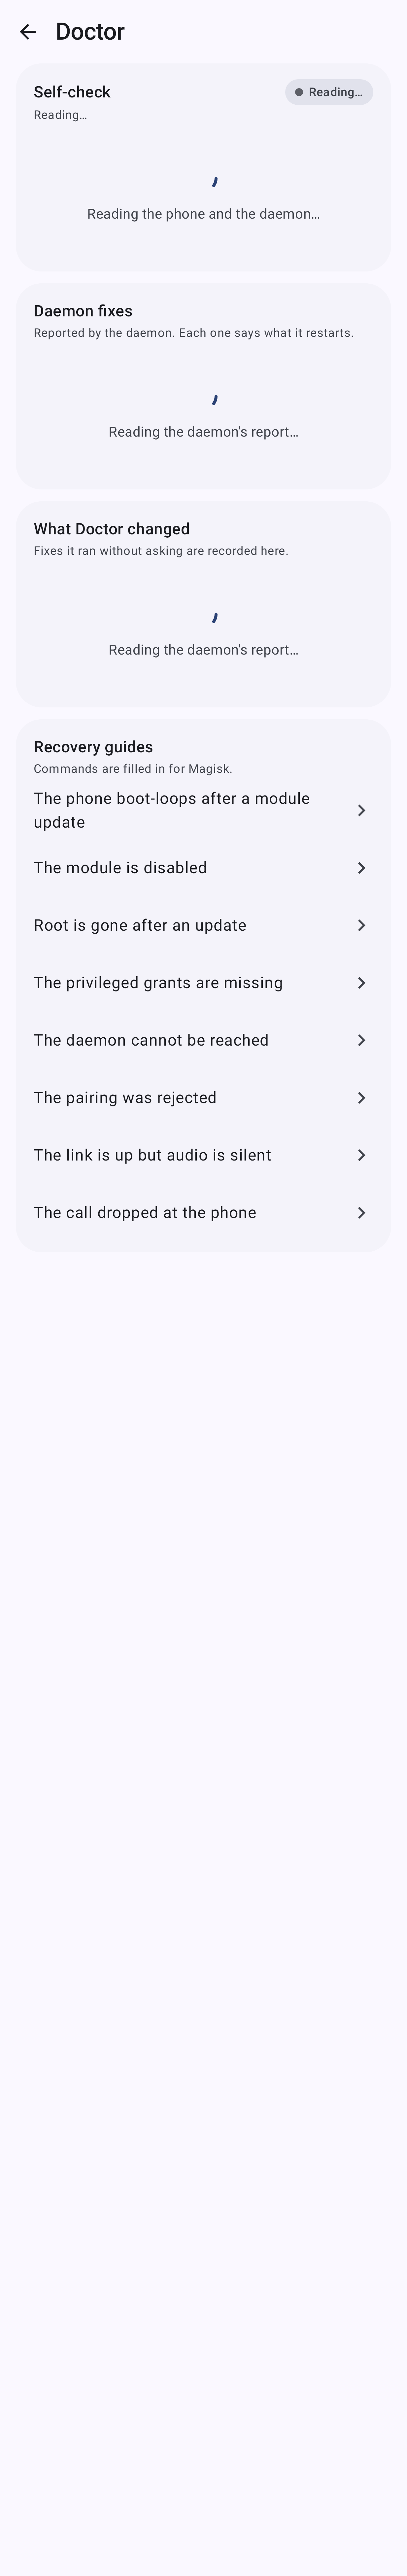 Doctor
Self-check
Reading…
Reading…
Reading the phone and the daemon…
Daemon fixes
Reported by the daemon. Each one says what it restarts.
Reading the daemon's report…
What Doctor changed
Fixes it ran without asking are recorded here.
Reading the daemon's report…
Recovery guides
Commands are filled in for Magisk.
The phone boot-loops after a module
update
The module is disabled
Root is gone after an update
The privileged grants are missing
The daemon cannot be reached
The pairing was rejected
The link is up but audio is silent
The call dropped at the phone